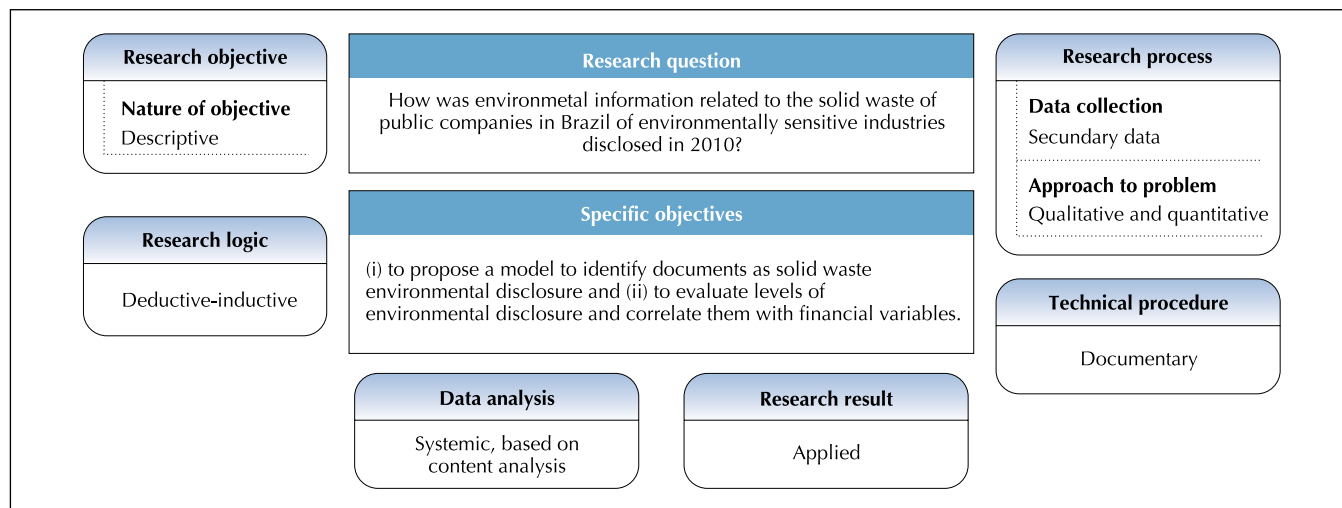 Research objective
Nature of objective
Descriptive
Research logic
Deductive-inductive
Research question
How was environmetal information related to the solid waste of
public companies in Brazil of environmentally sensitive industries
disclosed in 2010?
Specific objectives
(i) to propose a model to identify documents as solid waste
environmental disclosure and (ii) to evaluate levels of
environmental disclosure and correlate them with financial variables.
Data analysis
Systemic, based on
content analysis
Research result
Applied
Research process
Data collection
Secundary data
Approach to problem
Qualitative and quantitative
Technical procedure
Documentary